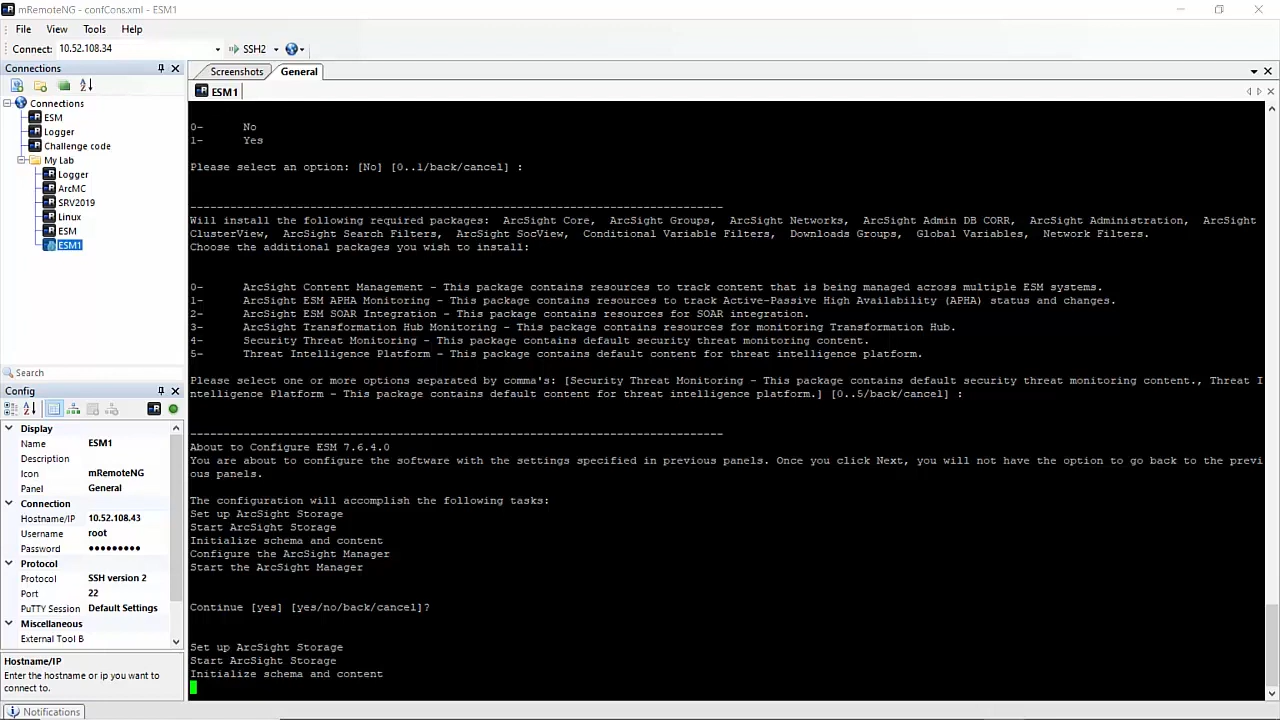 mRemoteNG - confCons.xml - ESM1
File View Tools Help
Connect: 10.52.108.34 SSH2
Connections
Connections
ESM
Logger
Challenge code
My Lab
Logger
ArcMC
SRV2019
Linux
ESM
ESM1
Search
Config
Display
Name ESM1
Description
Icon mRemoteNG
Panel General
Connection
Hostname/IP 10.52.108.43
Username root
Password •••••••••
Protocol
Protocol SSH version 2
Port 22
PuTTY Session Default Settings
Miscellaneous
External Tool B
Hostname/IP
Enter the hostname or ip you want to
connect to.
Notifications
Screenshots General
ESM1
0- No
1- Yes
Please select an option: [No] [0..1/back/cancel] :
--------------------------------------------------------------------------------
Will install the following required packages: ArcSight Core, ArcSight Groups, ArcSight Networks, ArcSight Admin DB CORR, ArcSight Administration, ArcSight
ClusterView, ArcSight Search Filters, ArcSight SocView, Conditional Variable Filters, Downloads Groups, Global Variables, Network Filters.
Choose the additional packages you wish to install:
0- ArcSight Content Management - This package contains resources to track content that is being managed across multiple ESM systems.
1- ArcSight ESM APHA Monitoring - This package contains resources to track Active-Passive High Availability (APHA) status and changes.
2- ArcSight ESM SOAR Integration - This package contains resources for SOAR integration.
3- ArcSight Transformation Hub Monitoring - This package contains resources for monitoring Transformation Hub.
4- Security Threat Monitoring - This package contains default security threat monitoring content.
5- Threat Intelligence Platform - This package contains default content for threat intelligence platform.
Please select one or more options separated by comma's: [Security Threat Monitoring - This package contains default security threat monitoring content., Threat I
ntelligence Platform - This package contains default content for threat intelligence platform.] [0..5/back/cancel] :
--------------------------------------------------------------------------------
About to Configure ESM 7.6.4.0
You are about to configure the software with the settings specified in previous panels. Once you click Next, you will not have the option to go back to the previ
ous panels.
The configuration will accomplish the following tasks:
Set up ArcSight Storage
Start ArcSight Storage
Initialize schema and content
Configure the ArcSight Manager
Start the ArcSight Manager
Continue [yes] [yes/no/back/cancel]?
Set up ArcSight Storage
Start ArcSight Storage
Initialize schema and content